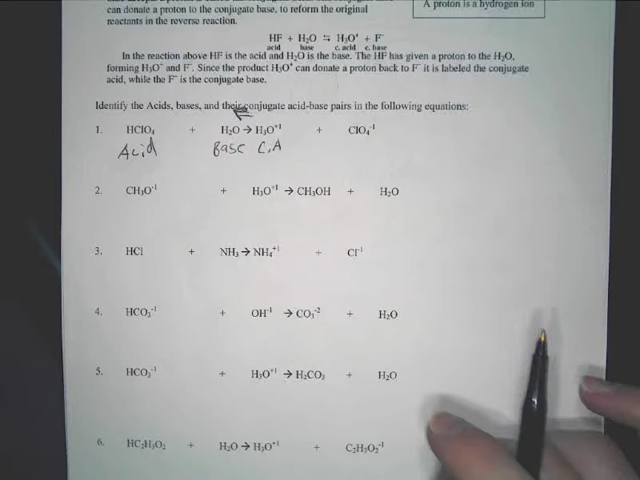 can donate a proton to the conjugate base, to reform the original
reactants in the reverse reaction.
A proton is a hydrogen ion
HF + H₂O ⇆ H₃O⁺ + F⁻
acid base c. acid c. base
In the reaction above HF is the acid and H₂O is the base. The HF has given a proton to the H₂O,
forming H₃O⁺ and F⁻. Since the product H₃O⁺ can donate a proton back to F⁻ it is labeled the conjugate
acid, while the F⁻ is the conjugate base.
Identify the Acids, bases, and their conjugate acid-base pairs in the following equations:
1. HClO₄ + H₂O → H₃O⁺¹ + ClO₄⁻¹
Acid Base C.A
2. CH₃O⁻¹ + H₃O⁺¹ → CH₃OH + H₂O
3. HCl + NH₃ → NH₄⁺¹ + Cl⁻¹
4. HCO₃⁻¹ + OH⁻¹ → CO₃⁻² + H₂O
5. HCO₃⁻¹ + H₃O⁺¹ → H₂CO₃ + H₂O
6. HC₂H₃O₂ + H₂O → H₃O⁺¹ + C₂H₃O₂⁻¹